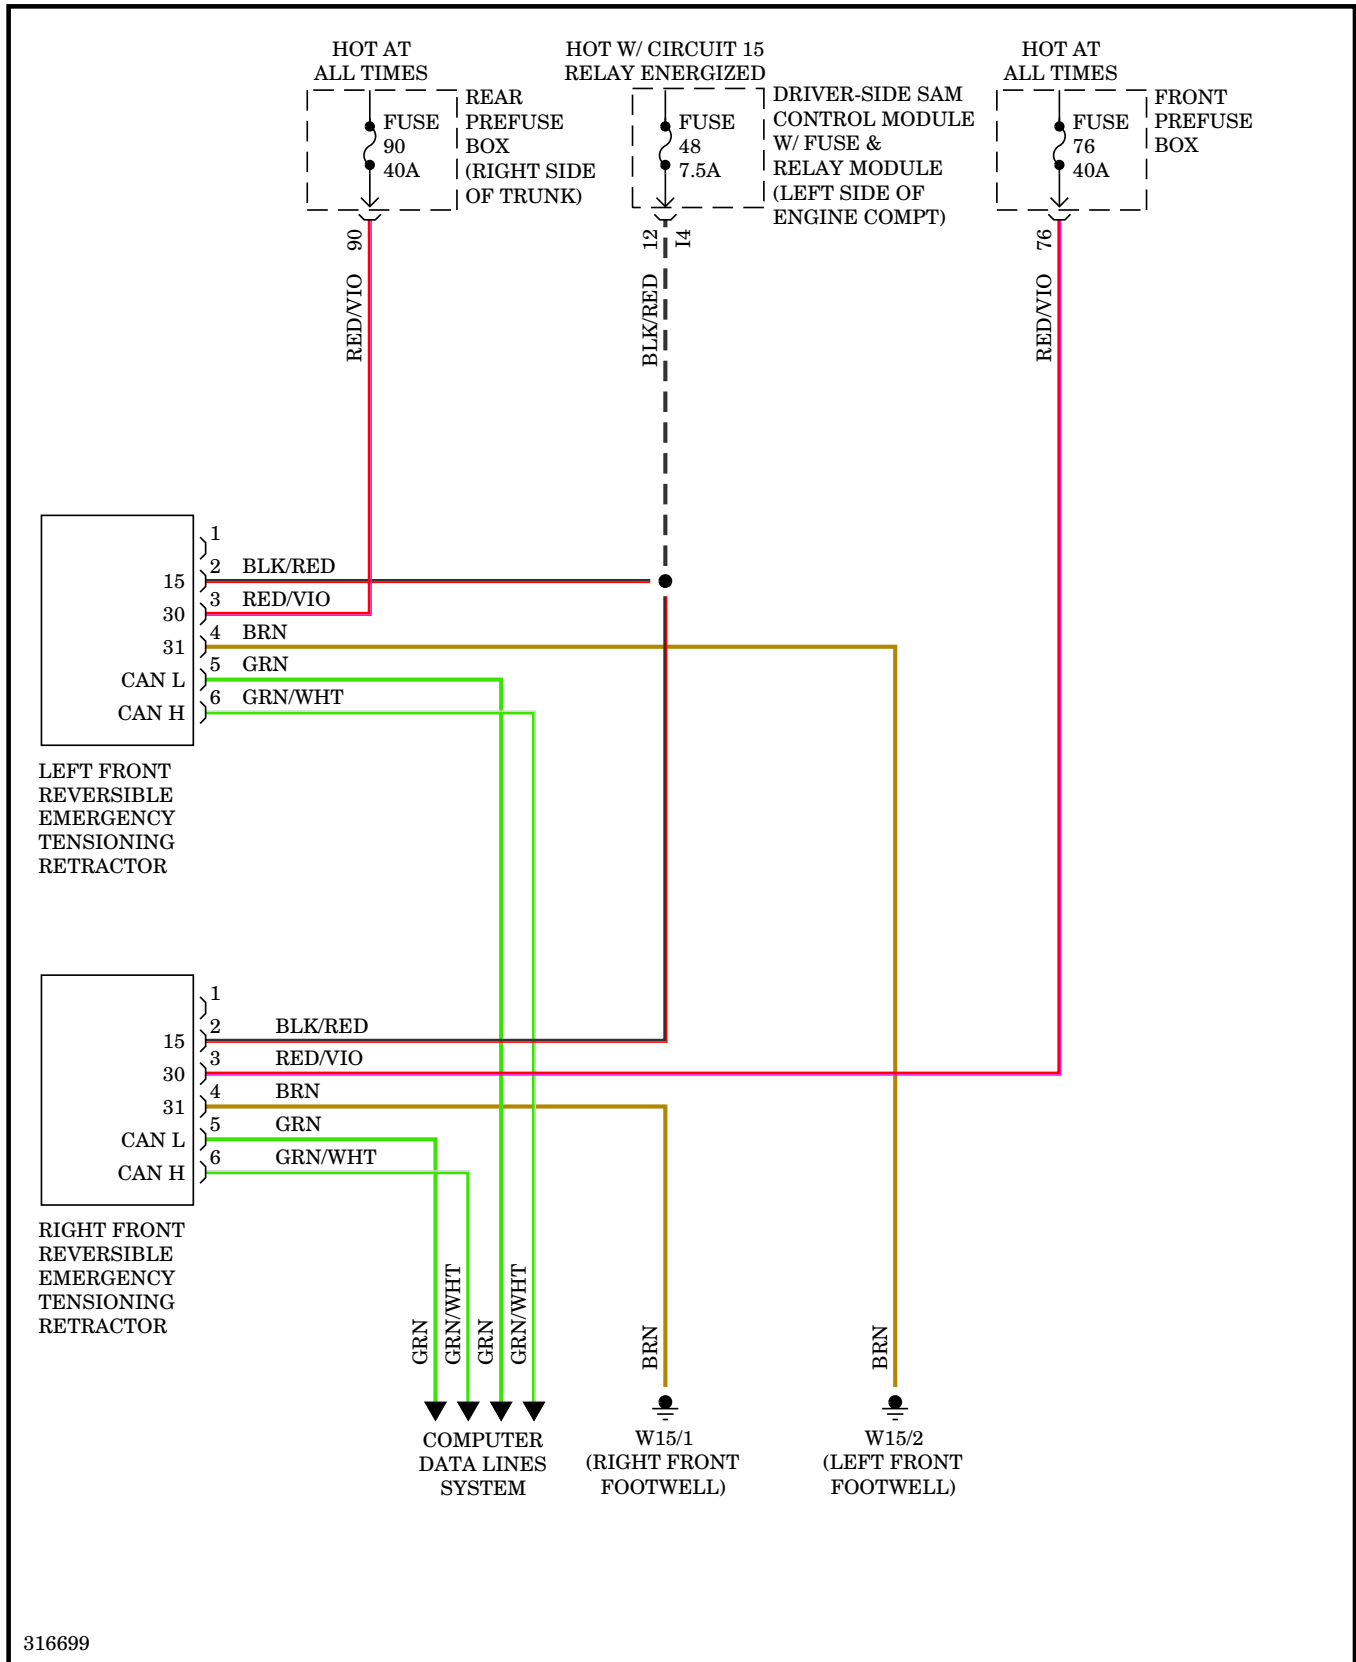 HOT AT
ALL TIMES
HOT W/ CIRCUIT 15
RELAY ENERGIZED
HOT AT
ALL TIMES
FUSE
90
40A
REAR
PREFUSE
BOX
(RIGHT SIDE
OF TRUNK)
FUSE
48
7.5A
DRIVER-SIDE SAM
CONTROL MODULE
W/ FUSE &
RELAY MODULE
(LEFT SIDE OF
ENGINE COMPT)
FUSE
76
40A
FRONT
PREFUSE
BOX
90
12
I4
76
RED/VIO
BLK/RED
RED/VIO
1
15 2 BLK/RED
30 3 RED/VIO
31 4 BRN
CAN L 5 GRN
CAN H 6 GRN/WHT
LEFT FRONT
REVERSIBLE
EMERGENCY
TENSIONING
RETRACTOR
1
15 2 BLK/RED
30 3 RED/VIO
31 4 BRN
CAN L 5 GRN
CAN H 6 GRN/WHT
RIGHT FRONT
REVERSIBLE
EMERGENCY
TENSIONING
RETRACTOR
GRN
GRN/WHT
GRN
GRN/WHT
BRN
BRN
COMPUTER
DATA LINES
SYSTEM
W15/1
(RIGHT FRONT
FOOTWELL)
W15/2
(LEFT FRONT
FOOTWELL)
316699